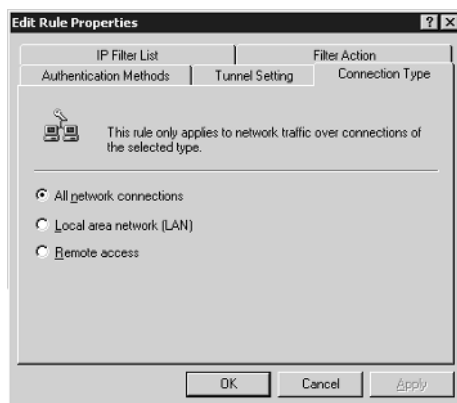 Edit Rule Properties
IP Filter List
Filter Action
Authentication Methods
Tunnel Setting
Connection Type
This rule only applies to network traffic over connections of
the selected type.
All network connections
Local area network (LAN)
Remote access
OK
Cancel
Apply